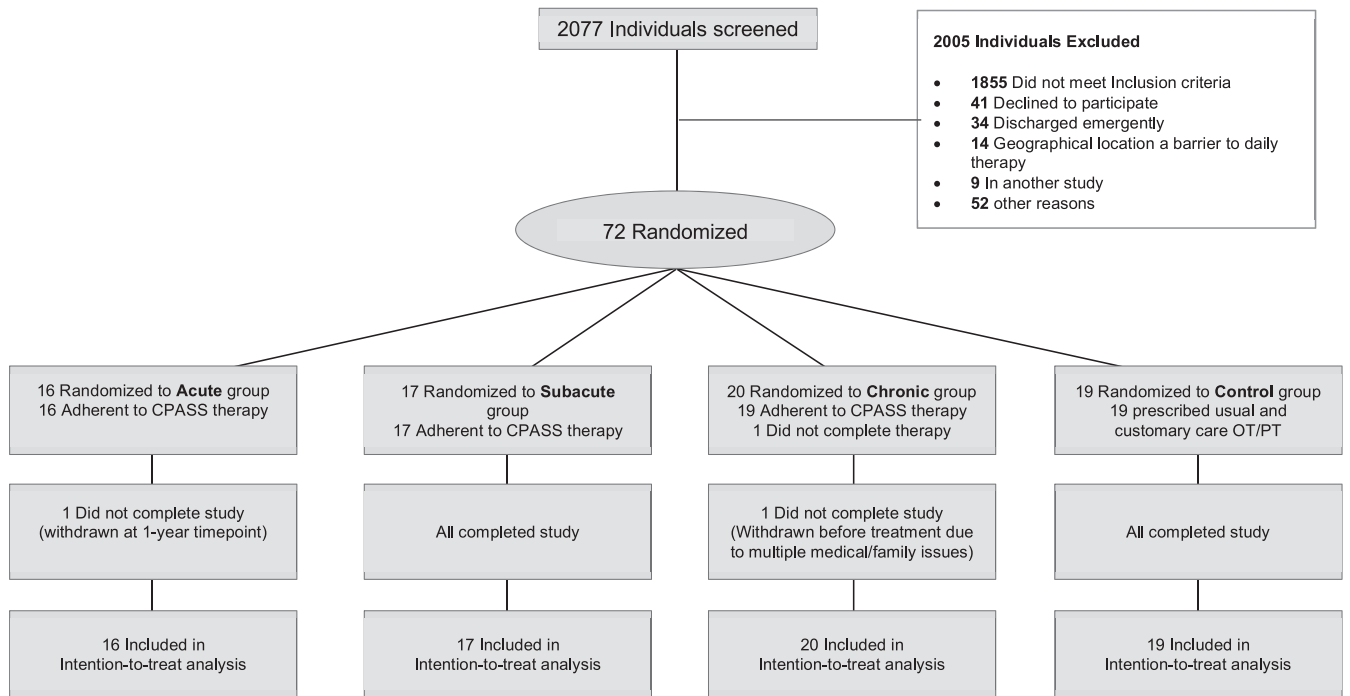 2077 Individuals screened
2005 Individuals Excluded
• 1855 Did not meet Inclusion criteria
• 41 Declined to participate
• 34 Discharged emergently
• 14 Geographical location a barrier to daily
therapy
• 9 In another study
• 52 other reasons
72 Randomized
16 Randomized to Acute group
16 Adherent to CPASS therapy
17 Randomized to Subacute
group
17 Adherent to CPASS therapy
20 Randomized to Chronic group
19 Adherent to CPASS therapy
1 Did not complete therapy
19 Randomized to Control group
19 prescribed usual and
customary care OT/PT
1 Did not complete study
(withdrawn at 1-year timepoint)
All completed study
1 Did not complete study
(Withdrawn before treatment due
to multiple medical/family issues)
All completed study
16 Included in
Intention-to-treat analysis
17 Included in
Intention-to-treat analysis
20 Included in
Intention-to-treat analysis
19 Included in
Intention-to-treat analysis